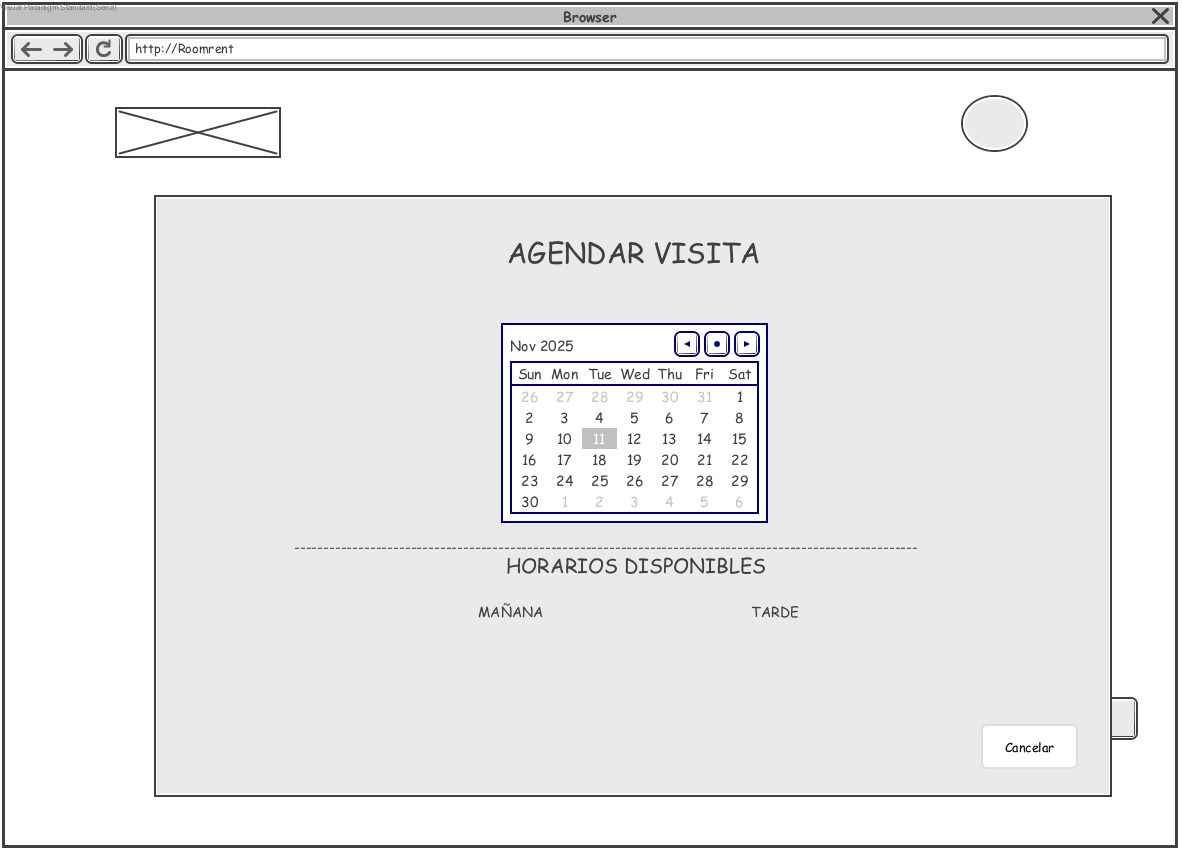 Visual Paradigm Standard(Sena)
Browser
http://Roomrent
AGENDAR VISITA
Nov 2025
Sun Mon Tue Wed Thu Fri Sat
26 27 28 29 30 31 1
2 3 4 5 6 7 8
9 10 11 12 13 14 15
16 17 18 19 20 21 22
23 24 25 26 27 28 29
30 1 2 3 4 5 6
HORARIOS DISPONIBLES
MAÑANA TARDE
Cancelar